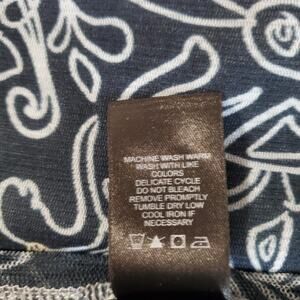 MACHINE WASH WARM
WASH WITH LIKE
COLORS
DELICATE CYCLE
DO NOT BLEACH
REMOVE PROMPTLY
TUMBLE DRY LOW
COOL IRON IF
NECESSARY